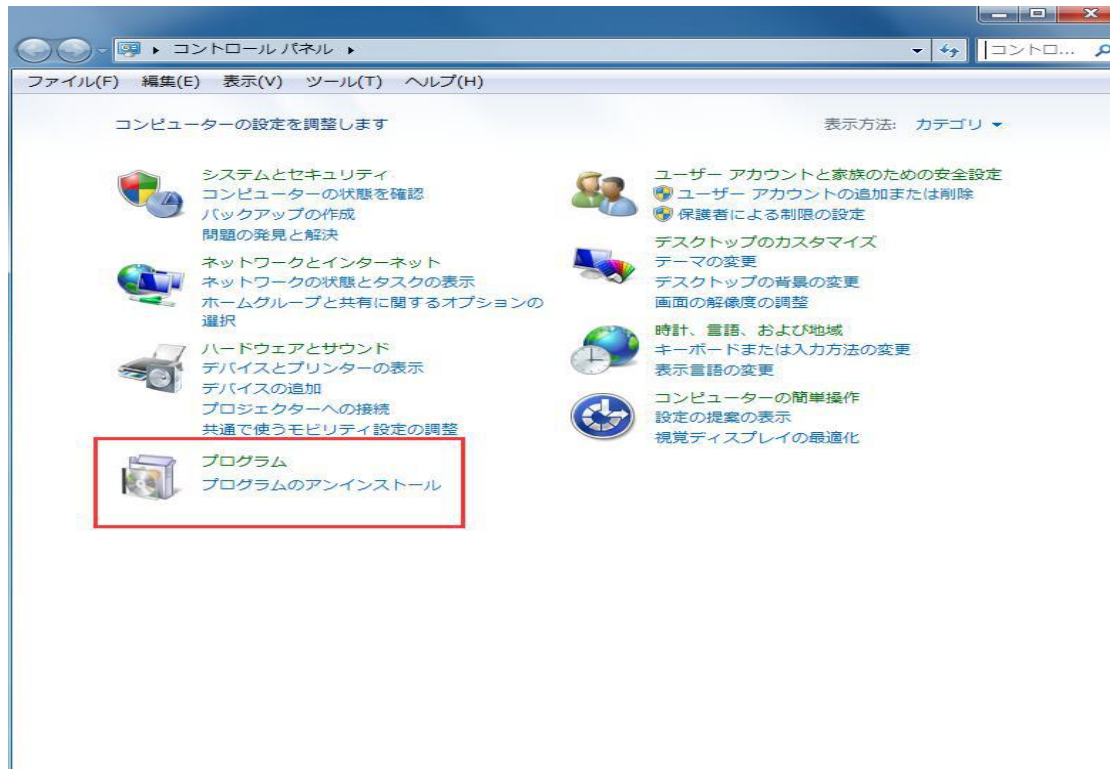 コントロール パネル
コントロ...
ファイル(F) 編集(E) 表示(V) ツール(T) ヘルプ(H)
コンピューターの設定を調整します
表示方法: カテゴリ
システムとセキュリティ
コンピューターの状態を確認
バックアップの作成
問題の発見と解決
ネットワークとインターネット
ネットワークの状態とタスクの表示
ホームグループと共有に関するオプションの
選択
ハードウェアとサウンド
デバイスとプリンターの表示
デバイスの追加
プロジェクターへの接続
共通で使うモビリティ設定の調整
プログラム
プログラムのアンインストール
ユーザー アカウントと家族のための安全設定
ユーザー アカウントの追加または削除
保護者による制限の設定
デスクトップのカスタマイズ
テーマの変更
デスクトップの背景の変更
画面の解像度の調整
時計、言語、および地域
キーボードまたは入力方法の変更
表示言語の変更
コンピューターの簡単操作
設定の提案の表示
視覚ディスプレイの最適化